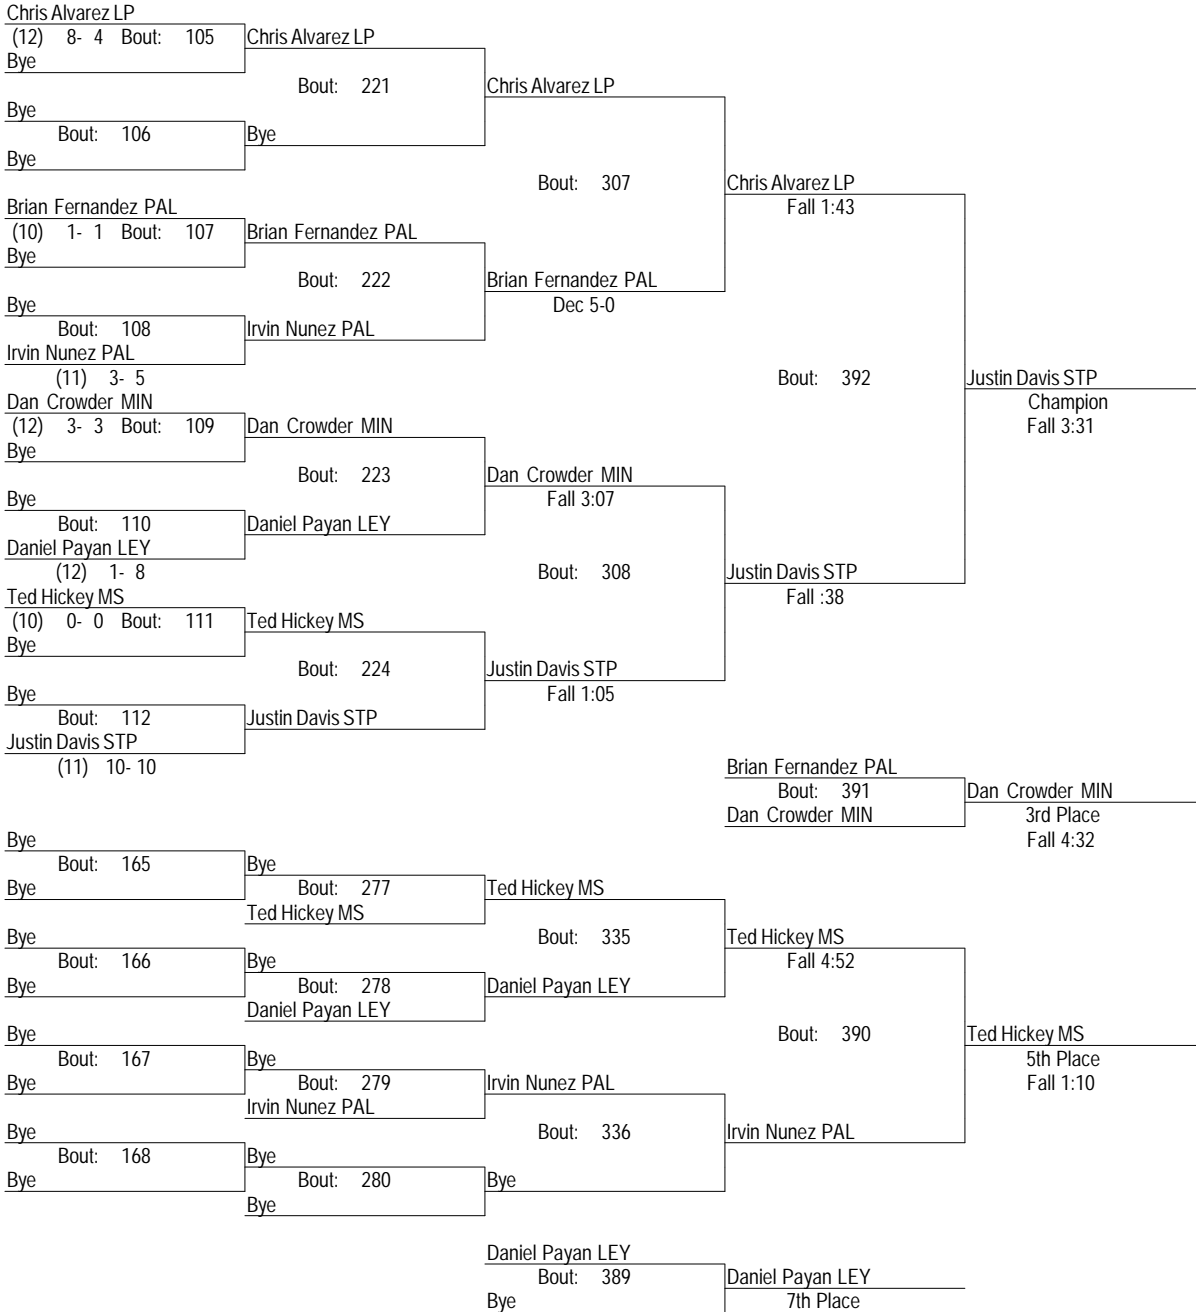 Chris Alvarez LP
(12) 8- 4 Bout: 105 Chris Alvarez LP
Bye
Bout: 221 Chris Alvarez LP
Bye
Bout: 106 Bye
Bye
Bout: 307 Chris Alvarez LP
Fall 1:43
Brian Fernandez PAL
(10) 1- 1 Bout: 107 Brian Fernandez PAL
Bye
Bout: 222 Brian Fernandez PAL
Dec 5-0
Bye
Bout: 108 Irvin Nunez PAL
Irvin Nunez PAL
(11) 3- 5 Bout: 392 Justin Davis STP
Champion
Fall 3:31
Dan Crowder MIN
(12) 3- 3 Bout: 109 Dan Crowder MIN
Bye
Bout: 223 Dan Crowder MIN
Fall 3:07
Bye
Bout: 110 Daniel Payan LEY
Daniel Payan LEY
(12) 1- 8 Bout: 308 Justin Davis STP
Fall :38
Ted Hickey MS
(10) 0- 0 Bout: 111 Ted Hickey MS
Bye
Bout: 224 Justin Davis STP
Fall 1:05
Bye
Bout: 112 Justin Davis STP
Justin Davis STP
(11) 10- 10
Brian Fernandez PAL
Bout: 391 Dan Crowder MIN
Dan Crowder MIN 3rd Place
Fall 4:32
Bye
Bout: 165 Bye
Bye Bout: 277 Ted Hickey MS
Ted Hickey MS
Bye Bout: 335 Ted Hickey MS
Fall 4:52
Bout: 166 Bye
Bye Bout: 278 Daniel Payan LEY
Daniel Payan LEY
Bye Bout: 390 Ted Hickey MS
5th Place
Fall 1:10
Bout: 167 Bye
Bye Bout: 279 Irvin Nunez PAL
Irvin Nunez PAL
Bye Bout: 336 Irvin Nunez PAL
Bout: 168 Bye
Bye Bout: 280 Bye
Bye
Daniel Payan LEY
Bout: 389 Daniel Payan LEY
Bye 7th Place